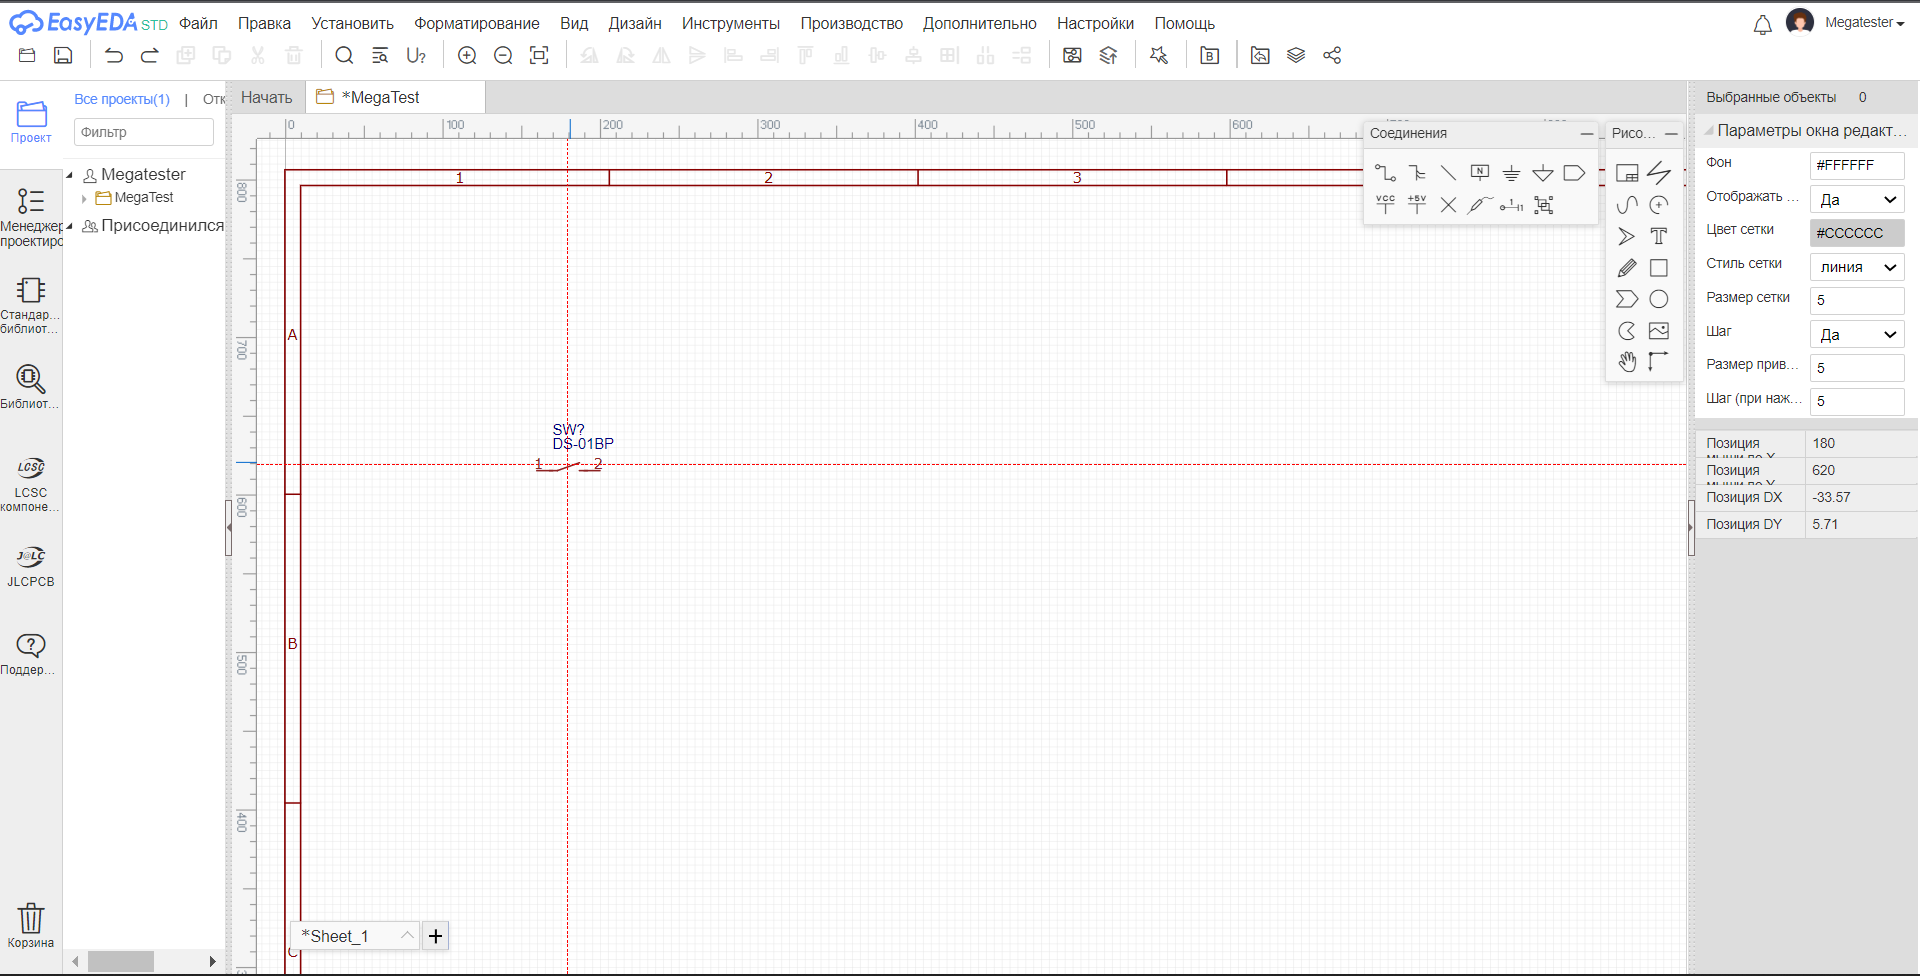 EasyEDA STD Файл Правка Установить Форматирование Вид Дизайн Инструменты Производство Дополнительно Настройки Помощь Megatester
Все проекты(1) | Отк
Фильтр
Megatester
MegaTest
Присоединился
Проект
Менеджер
проектиро
Стандар...
библиот...
Библиот...
LCSC
LCSC
компоне...
J@LC
JLCPCB
Поддер...
Корзина
Начать *MegaTest
0 100 200 300 400 500 600
800
700
600
500
400
1 2 3
A
B
C
SW?
DS-01BP
1 2
*Sheet_1
Соединения
N
VCC +5V
Рисо...
Выбранные объекты 0
Параметры окна редакт...
Фон #FFFFFF
Отображать ... Да
Цвет сетки #CCCCCC
Стиль сетки линия
Размер сетки 5
Шаг Да
Размер прив... 5
Шаг (при наж... 5
Позиция 180
Позиция 620
Позиция DX -33.57
Позиция DY 5.71